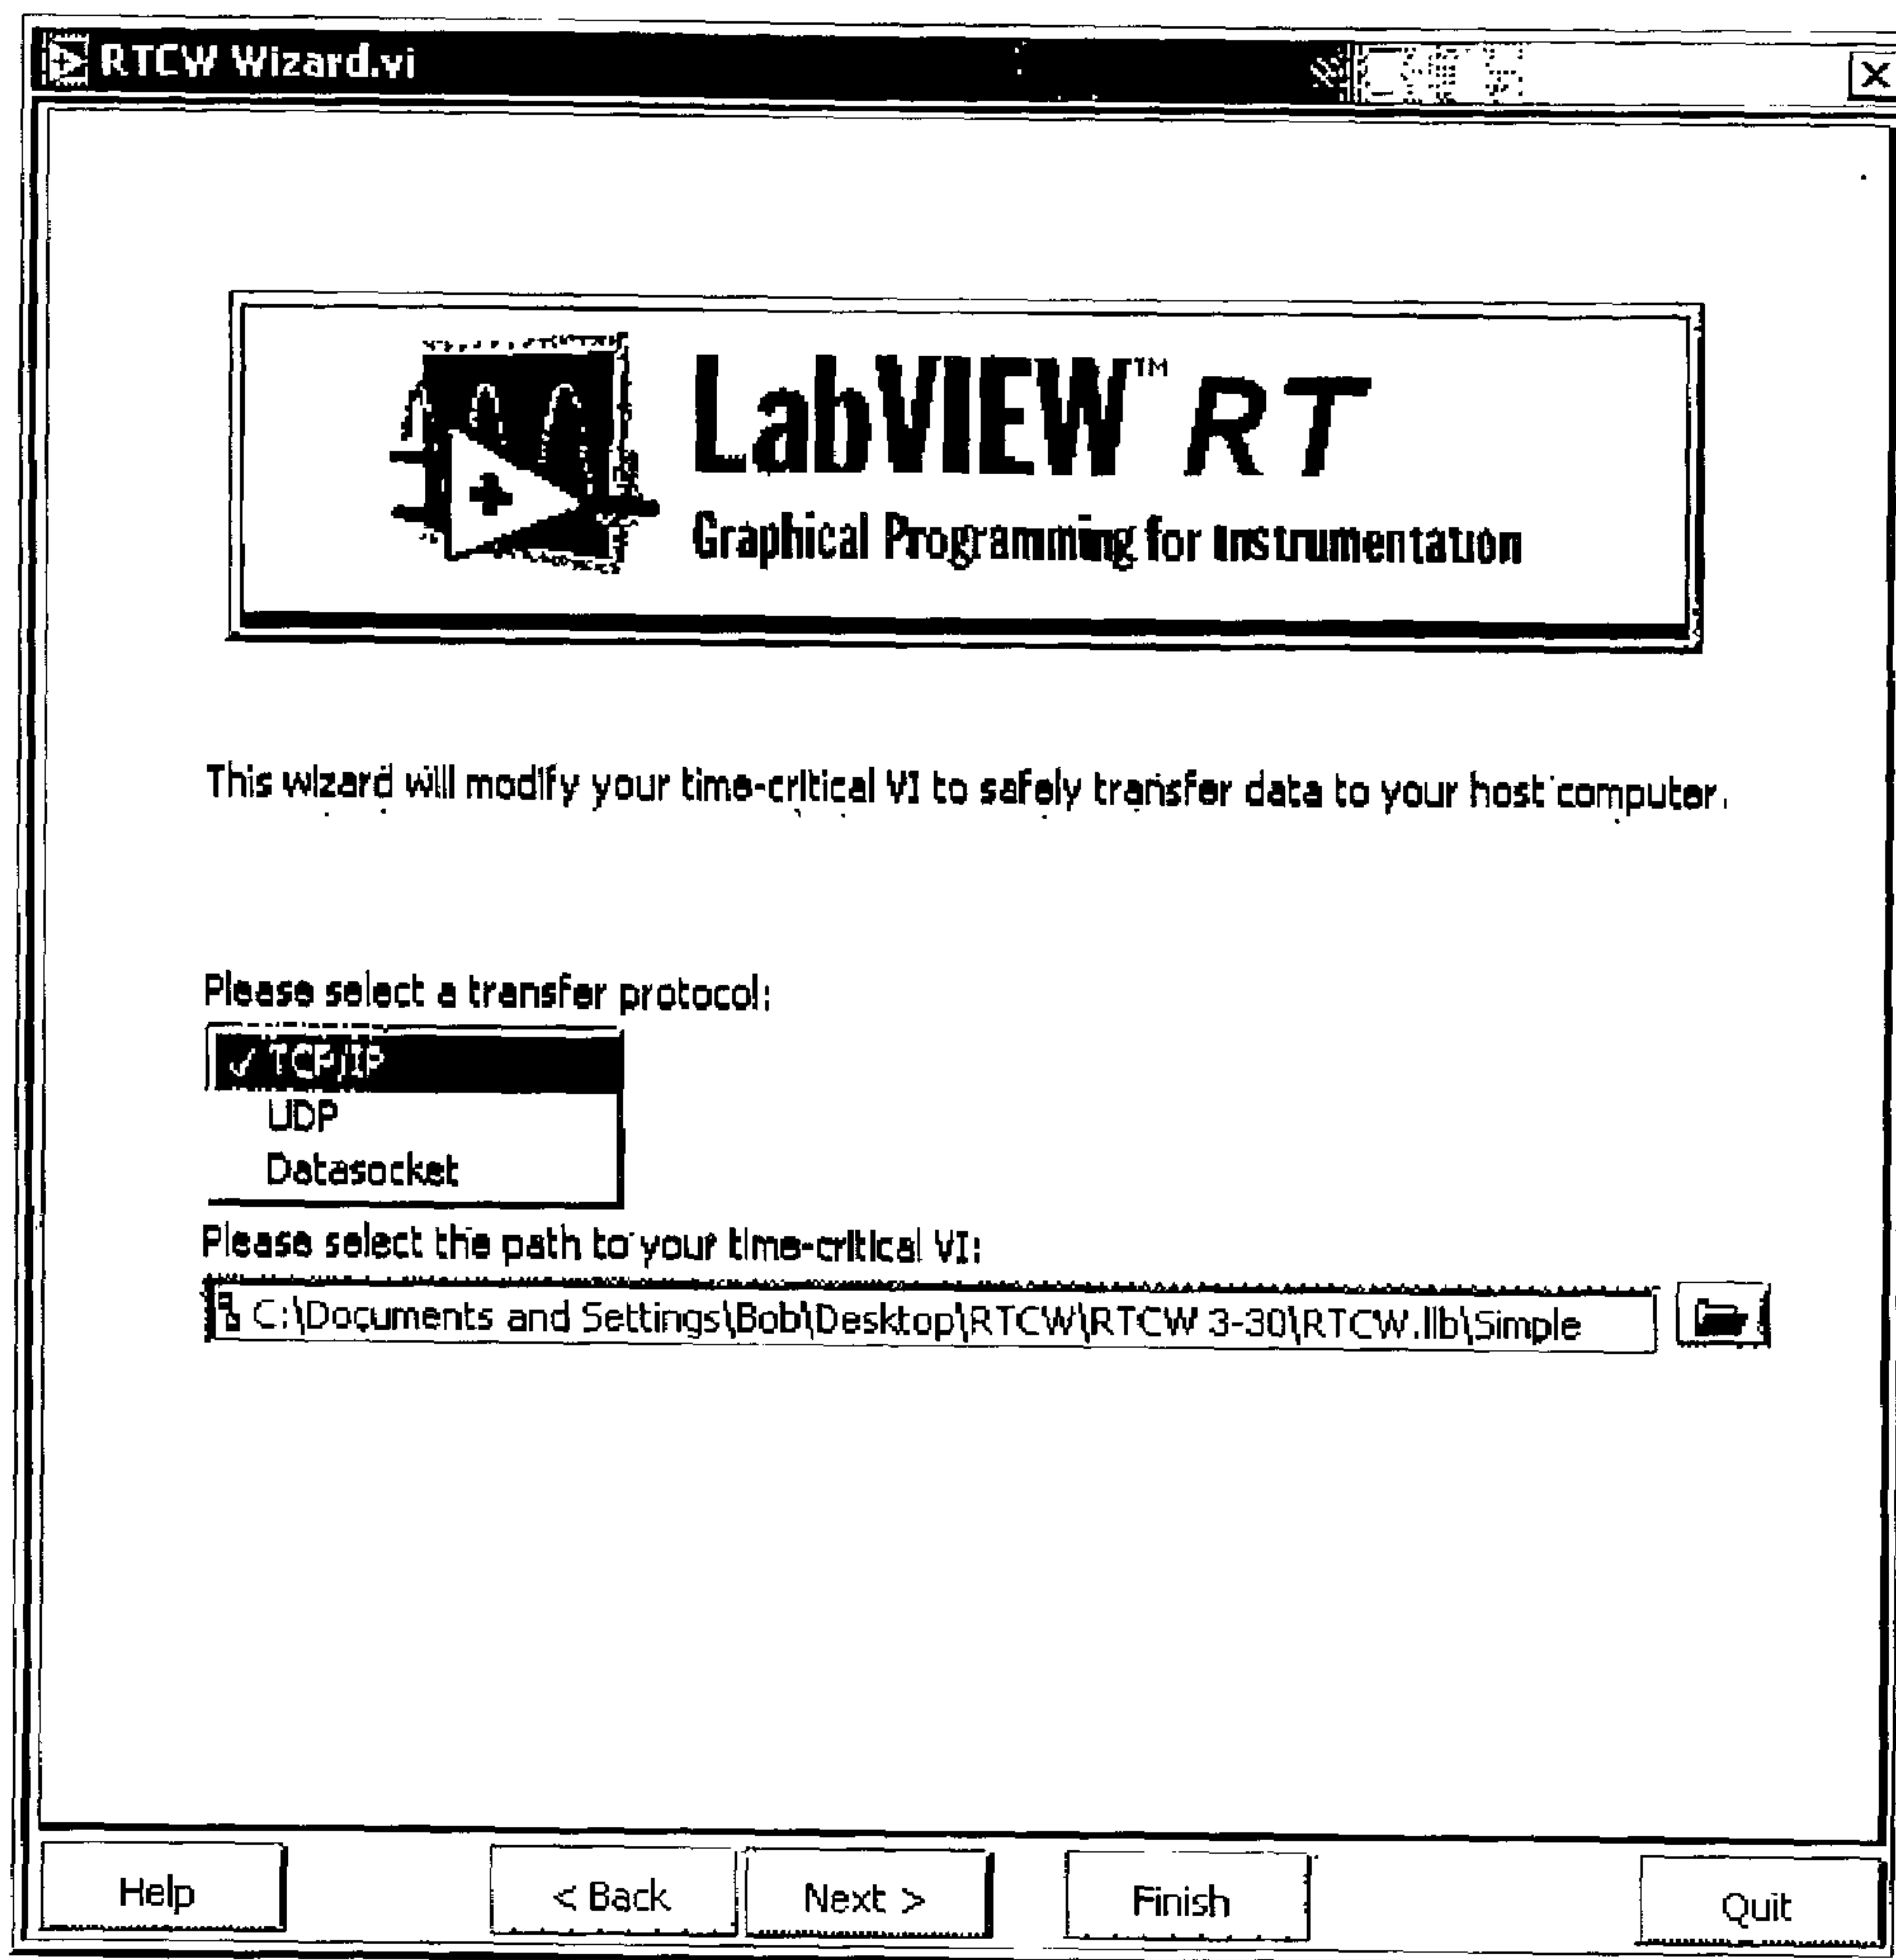 RTCW Wizard.vi
LabVIEW™ RT
Graphical Programming for Instrumentation
This wizard will modify your time-critical VI to safely transfer data to your host computer.
Please select a transfer protocol:
✓ TCP/IP
UDP
Datasocket
Please select the path to your time-critical VI:
C:\Documents and Settings\Bob\Desktop\RTCW\RTCW 3-30\RTCW.llb\Simple
Help
< Back
Next >
Finish
Quit